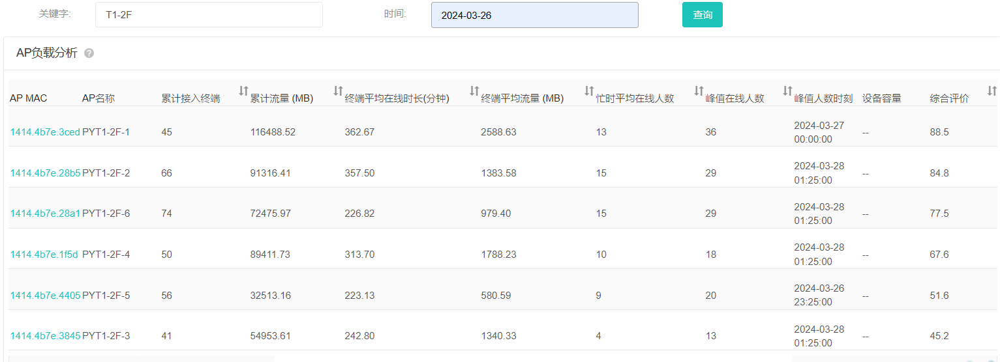 关键字: T1-2F 时间: 2024-03-26 查询
AP负载分析 ?
AP MAC AP名称 累计接入终端 累计流量 (MB) 终端平均在线时长(分钟) 终端平均流量 (MB) 忙时平均在线人数 峰值在线人数 峰值人数时刻 设备容量 综合评价
1414.4b7e.3ced PYT1-2F-1 45 116488.52 362.67 2588.63 13 36 2024-03-27 00:00:00 -- 88.5
1414.4b7e.28b5 PYT1-2F-2 66 91316.41 357.50 1383.58 15 29 2024-03-28 01:25:00 -- 84.8
1414.4b7e.28a1 PYT1-2F-6 74 72475.97 226.82 979.40 15 29 2024-03-28 01:25:00 -- 77.5
1414.4b7e.1f5d PYT1-2F-4 50 89411.73 313.70 1788.23 10 18 2024-03-28 01:25:00 -- 67.6
1414.4b7e.4405 PYT1-2F-5 56 32513.16 223.13 580.59 9 20 2024-03-26 23:25:00 -- 51.6
1414.4b7e.3845 PYT1-2F-3 41 54953.61 242.80 1340.33 4 13 2024-03-28 01:25:00 -- 45.2